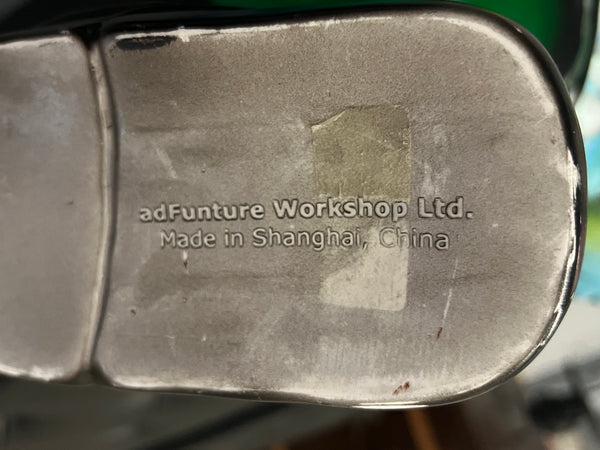 adFunture Workshop Ltd.
Made in Shanghai, China